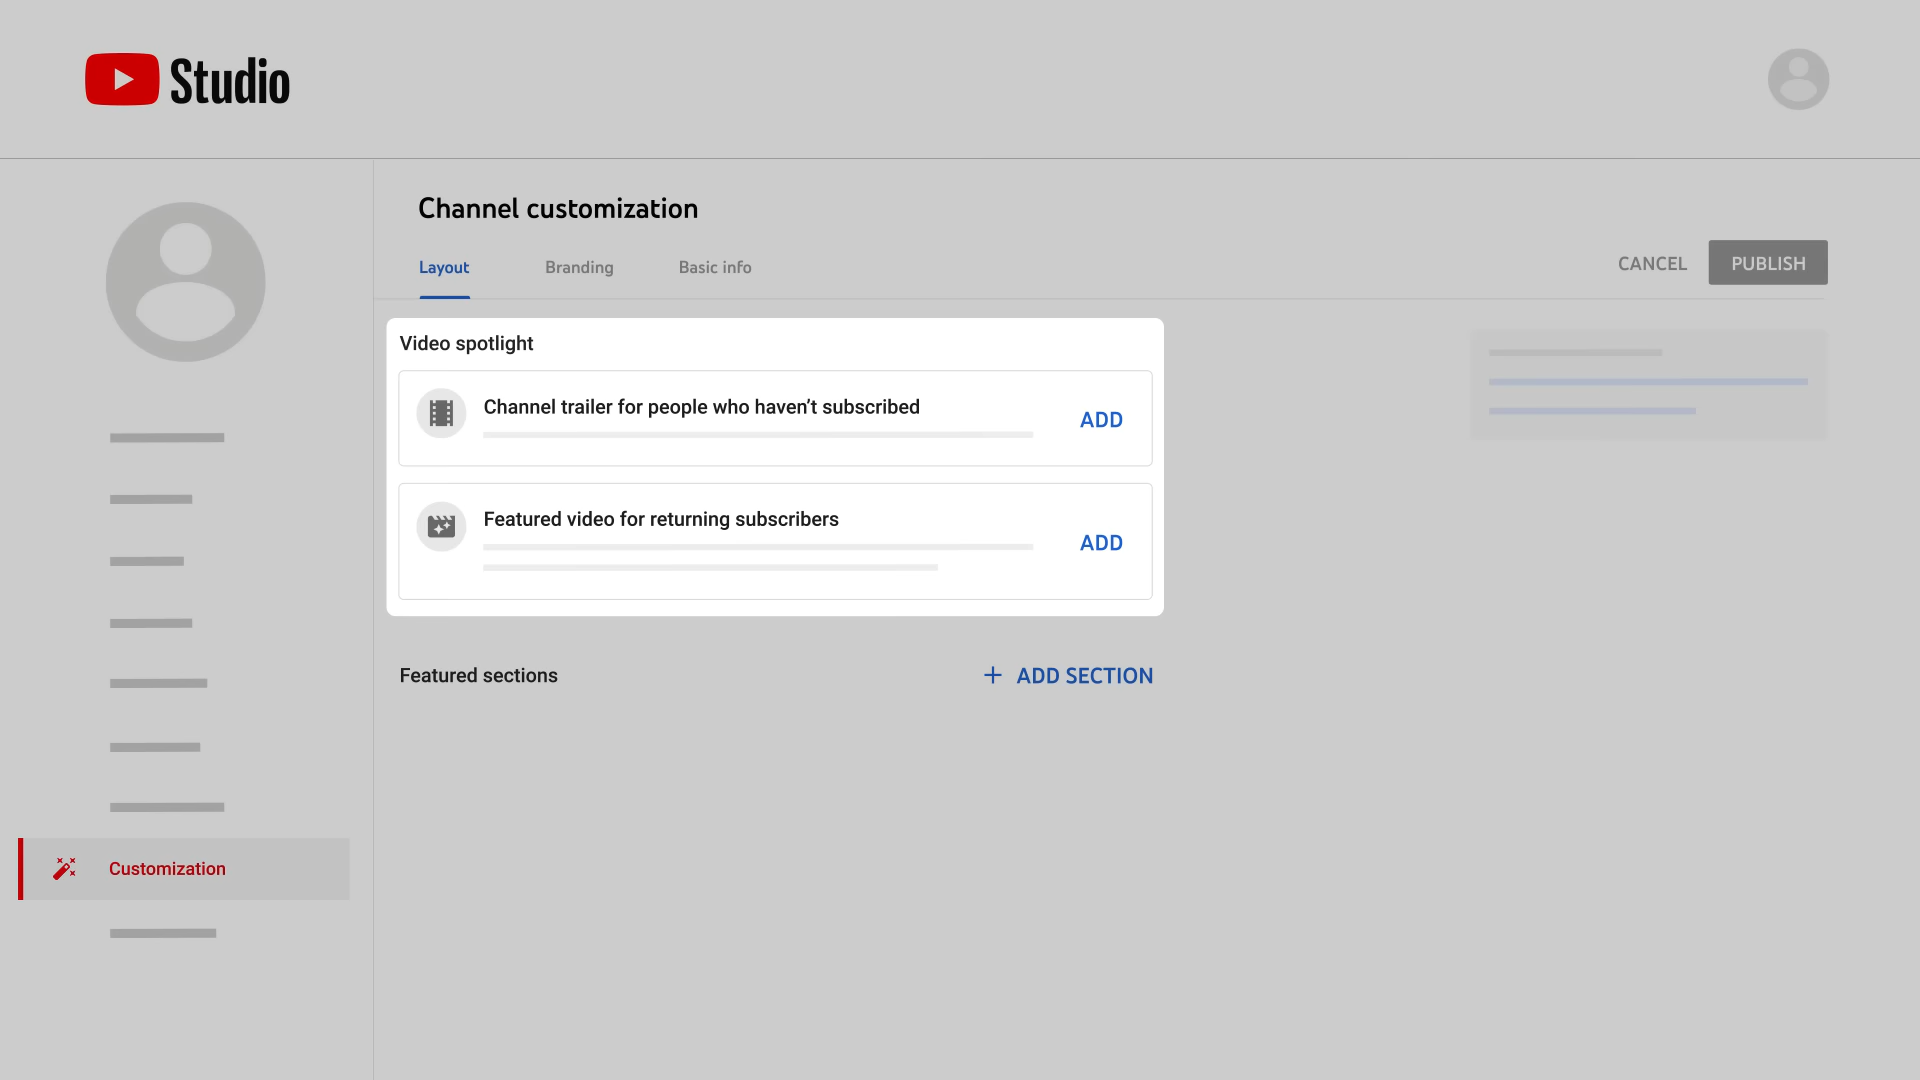 Studio
Channel customization
Layout
Branding
Basic info
CANCEL
PUBLISH
Video spotlight
Channel trailer for people who haven’t subscribed
ADD
Featured video for returning subscribers
ADD
Featured sections
+ ADD SECTION
Customization